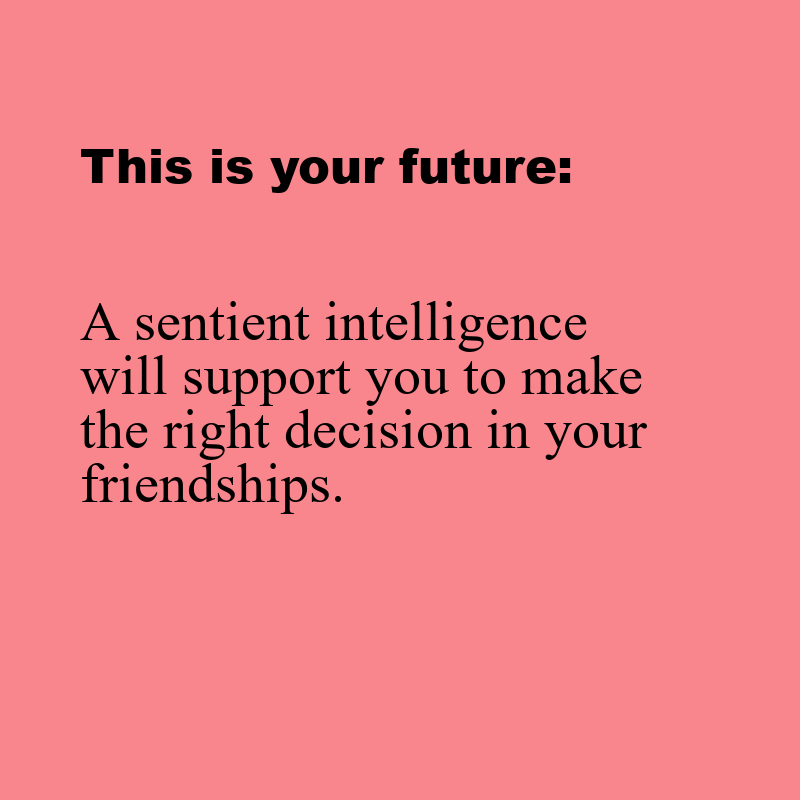 This is your future:
A sentient intelligence
will support you to make
the right decision in your
friendships.